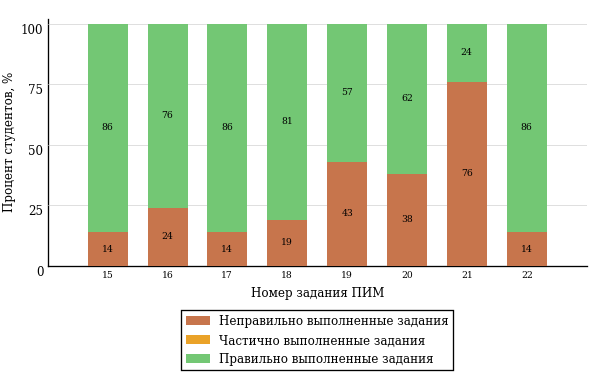 Процент студентов, %
100
75
50
25
0
86 76 86 81 57 62 24 86
14 24 14 19 43 38 76 14
15 16 17 18 19 20 21 22
Номер задания ПИМ
Неправильно выполненные задания
Частично выполненные задания
Правильно выполненные задания